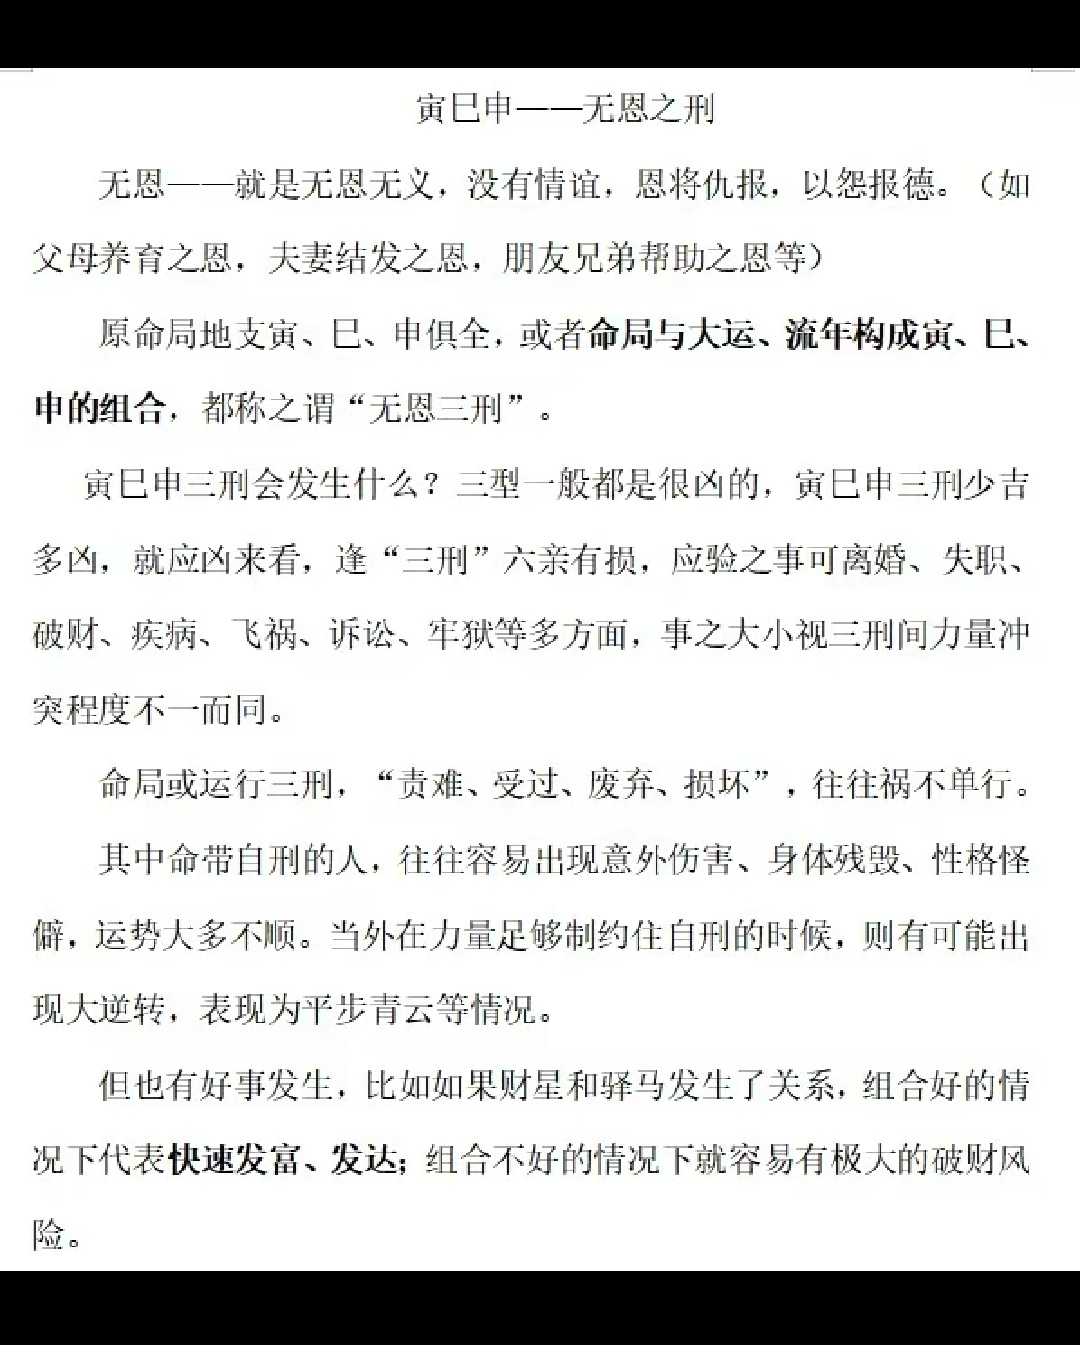 寅巳申——无恩之刑
无恩——就是无恩无义，没有情谊，恩将仇报，以怨报德。（如
父母养育之恩，夫妻结发之恩，朋友兄弟帮助之恩等）
原命局地支寅、巳、申俱全，或者命局与大运、流年构成寅、巳、
申的组合，都称之谓“无恩三刑”。
寅巳申三刑会发生什么？三型一般都是很凶的，寅巳申三刑少吉
多凶，就应凶来看，逢“三刑”六亲有损，应验之事可离婚、失职、
破财、疾病、飞祸、诉讼、牢狱等多方面，事之大小视三刑间力量冲
突程度不一而同。
命局或运行三刑，“责难、受过、废弃、损坏”，往往祸不单行。
其中命带自刑的人，往往容易出现意外伤害、身体残毁、性格怪
僻，运势大多不顺。当外在力量足够制约住自刑的时候，则有可能出
现大逆转，表现为平步青云等情况。
但也有好事发生，比如如果财星和驿马发生了关系，组合好的情
况下代表快速发富、发达；组合不好的情况下就容易有极大的破财风
险。